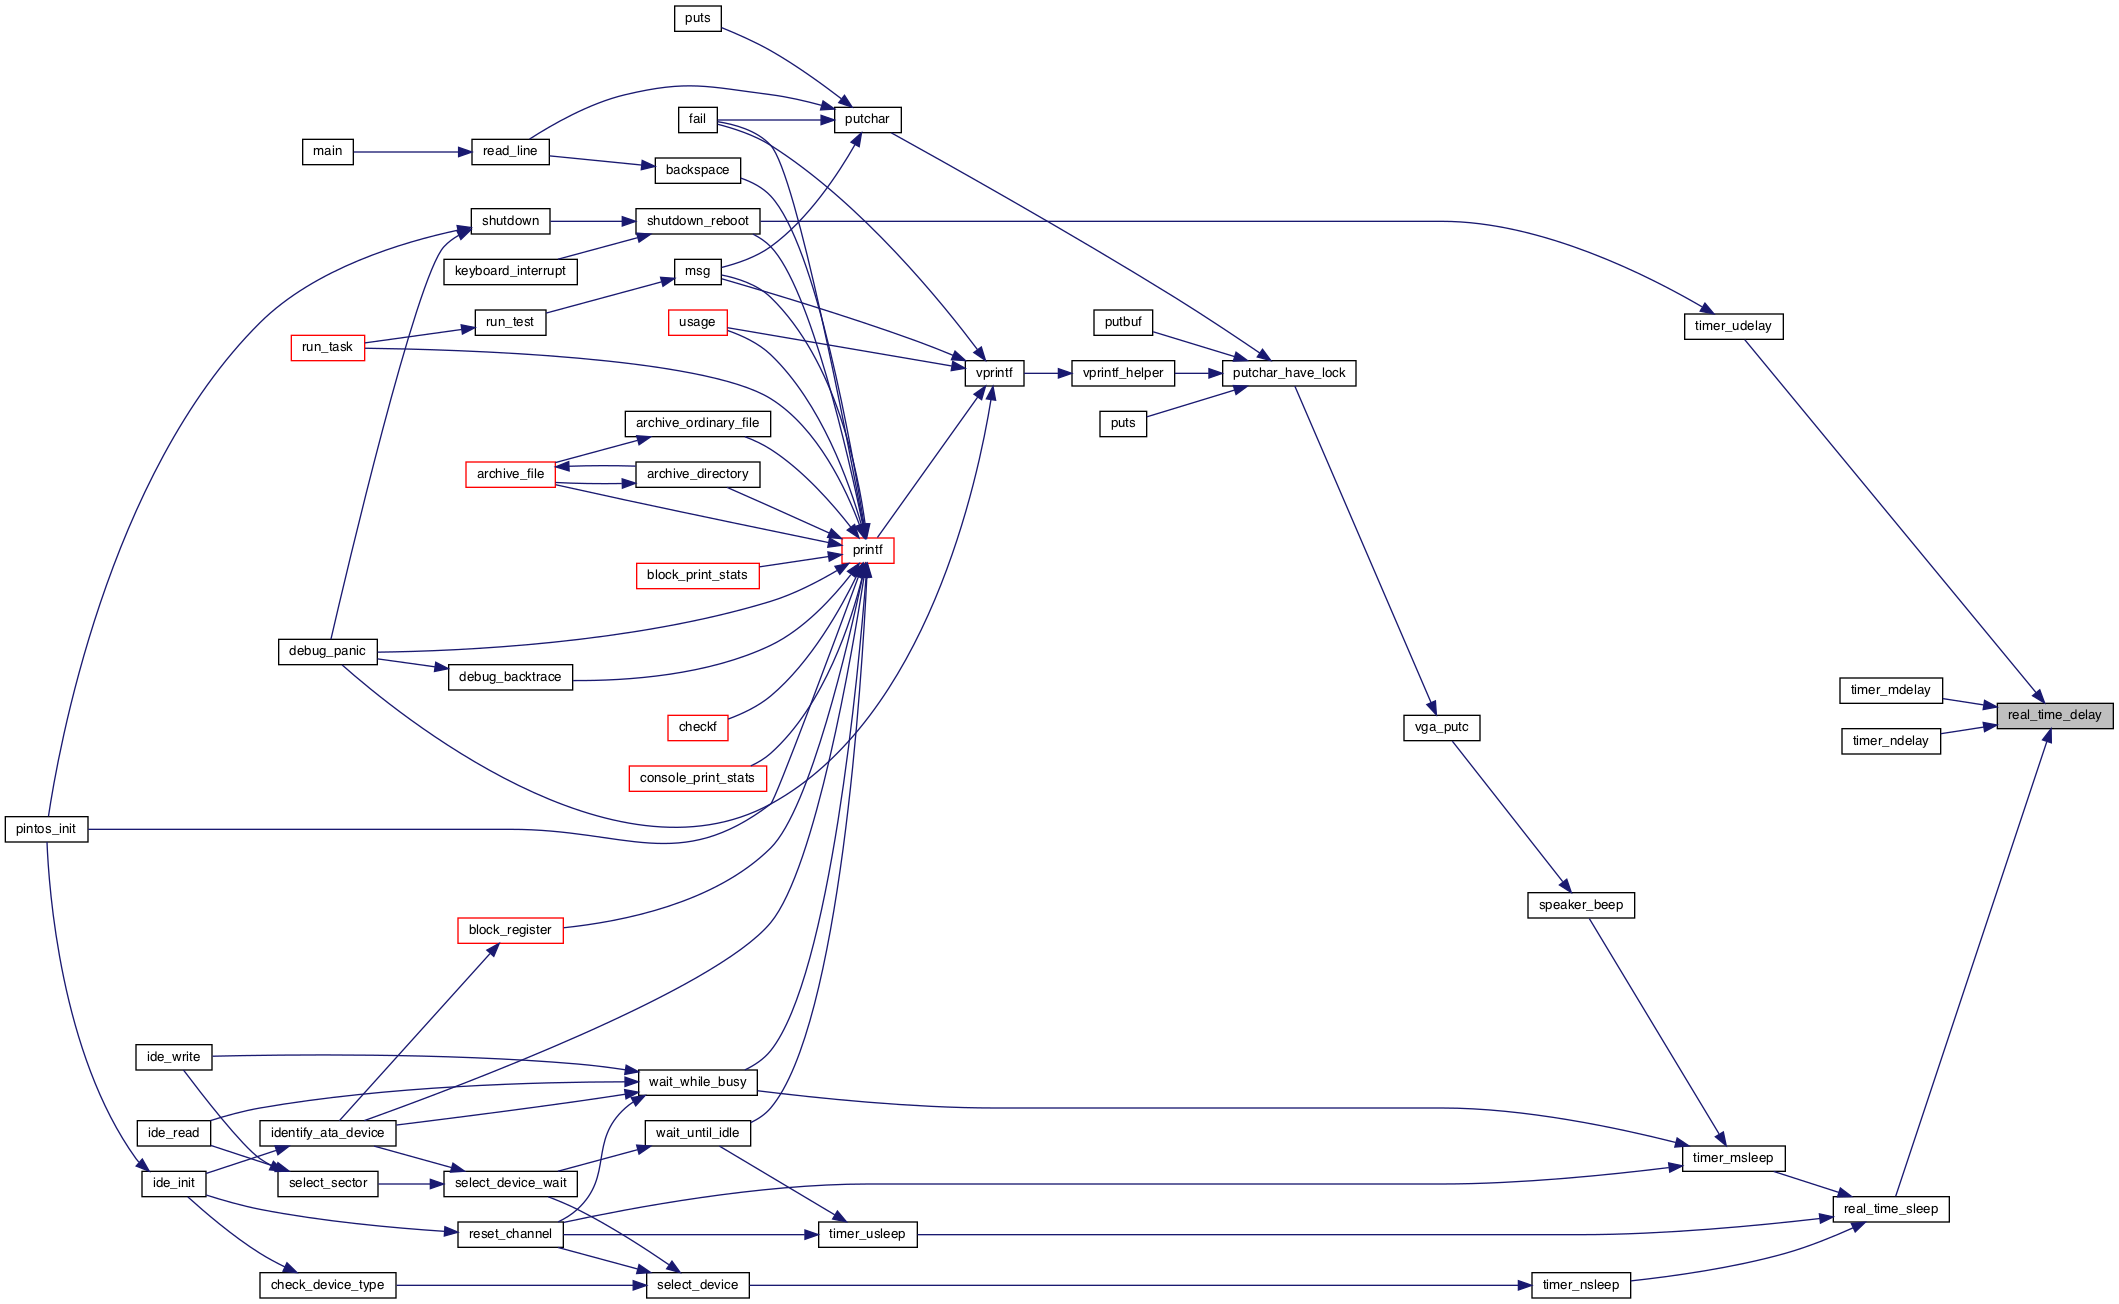 puts
fail
putchar
main
read_line
backspace
shutdown
shutdown_reboot
keyboard_interrupt
msg
run_test
usage
putbuf
timer_udelay
run_task
vprintf
vprintf_helper
putchar_have_lock
archive_ordinary_file
puts
archive_file
archive_directory
printf
block_print_stats
debug_panic
debug_backtrace
timer_mdelay
real_time_delay
checkf
vga_putc
timer_ndelay
console_print_stats
pintos_init
speaker_beep
block_register
ide_write
wait_while_busy
ide_read
identify_ata_device
wait_until_idle
timer_msleep
ide_init
select_sector
select_device_wait
real_time_sleep
reset_channel
timer_usleep
check_device_type
select_device
timer_nsleep